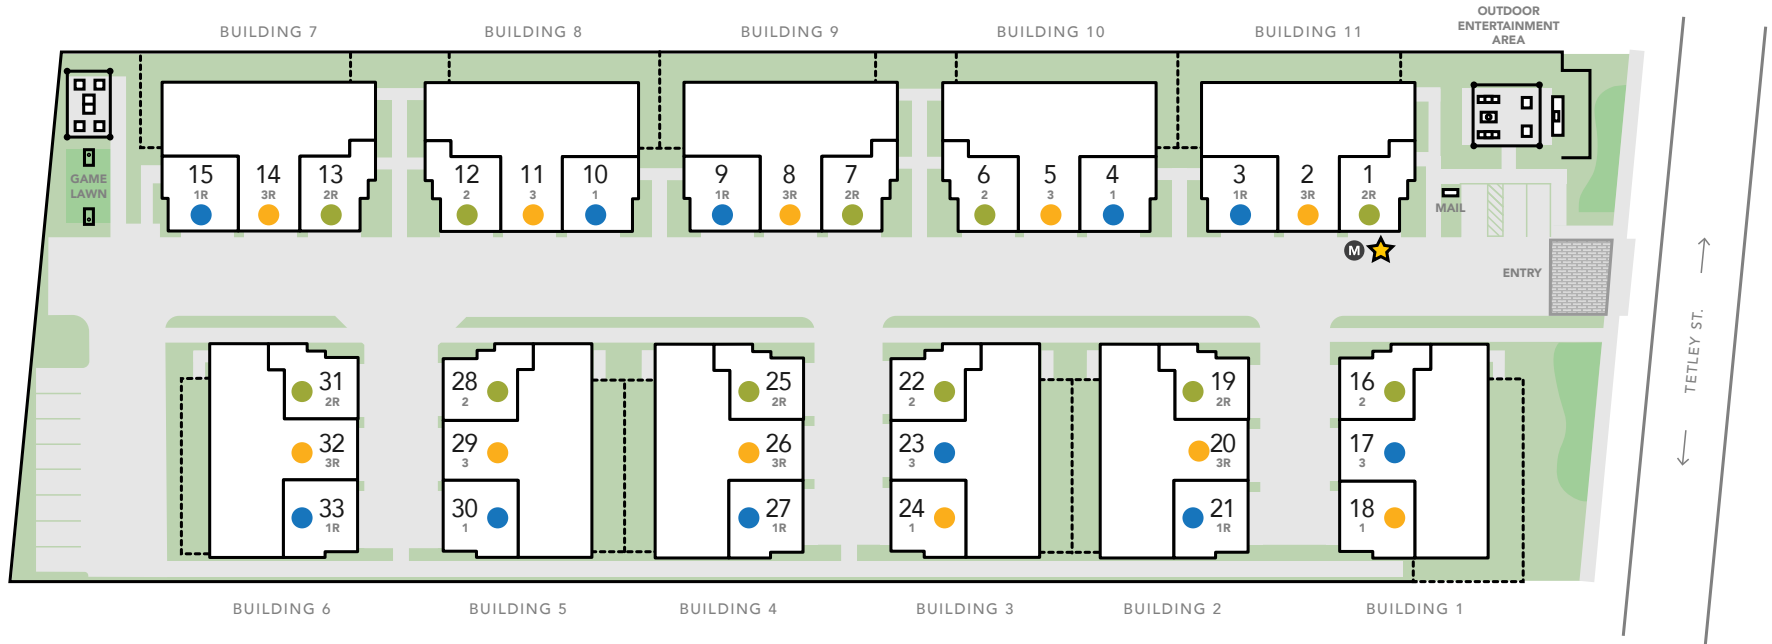 BUILDING 7
BUILDING 8
BUILDING 9
BUILDING 10
BUILDING 11
OUTDOOR
ENTERTAINMENT
AREA
GAME
LAWN
15
1R
14
3R
13
2R
12
2
11
3
10
1
9
1R
8
3R
7
2R
6
2
5
3
4
1
3
1R
2
3R
1
2R
MAIL
M
ENTRY
TETLEY ST.
31
2R
32
3R
33
1R
28
2
29
3
30
1
25
2R
26
3R
27
1R
22
2
23
3
24
1
19
2R
20
3R
21
1R
16
2
17
3
18
1
BUILDING 6
BUILDING 5
BUILDING 4
BUILDING 3
BUILDING 2
BUILDING 1